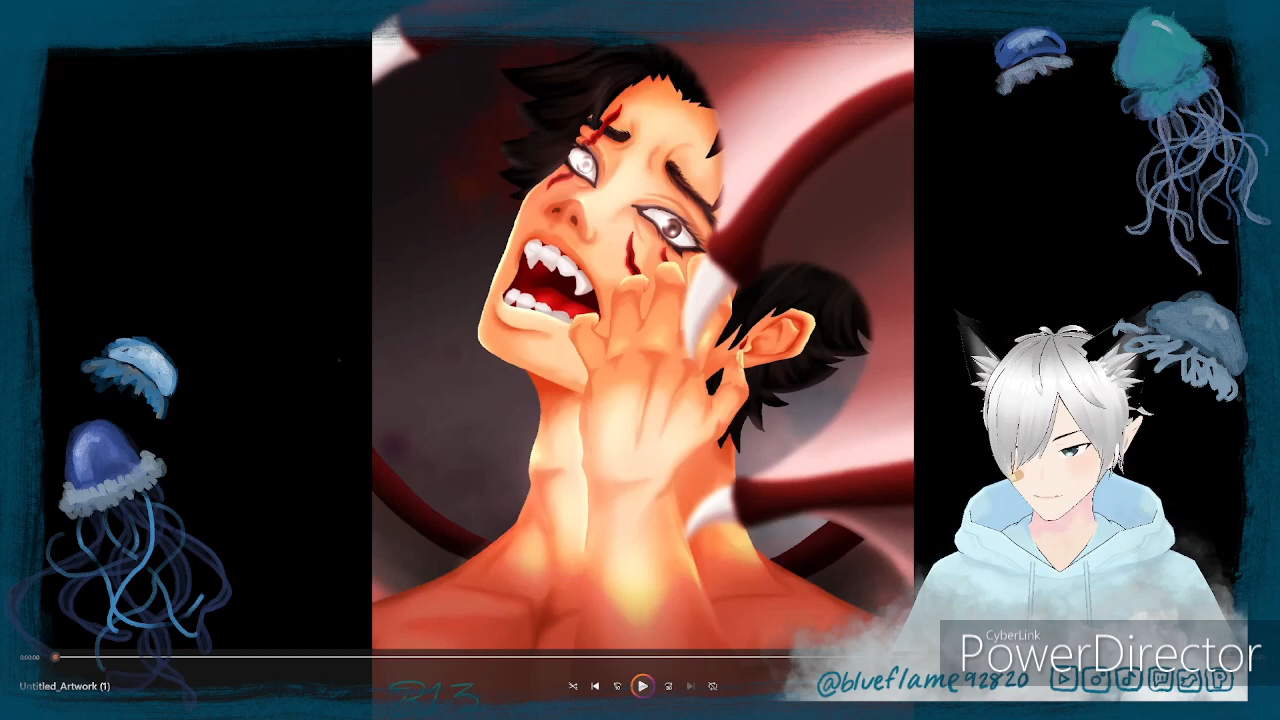 0:00:00
Untitled_Artwork (1)
CyberLink
PowerDirector
@blueflame92820